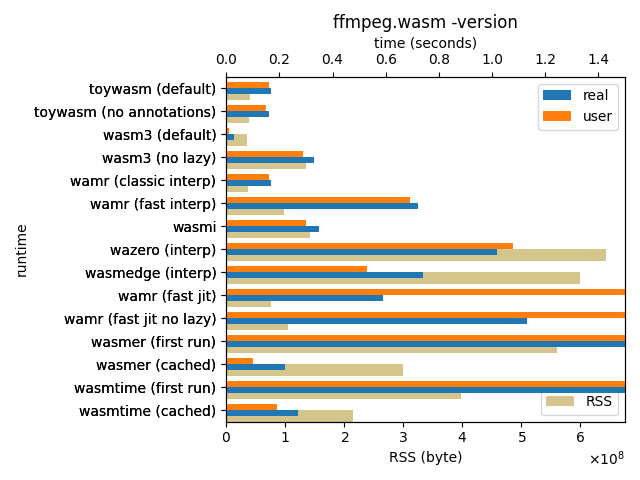 ffmpeg.wasm -version
time (seconds)
0.0 0.2 0.4 0.6 0.8 1.0 1.2 1.4
real
user
toywasm (default)
toywasm (no annotations)
wasm3 (default)
wasm3 (no lazy)
wamr (classic interp)
wamr (fast interp)
wasmi
wazero (interp)
wasmedge (interp)
wamr (fast jit)
wamr (fast jit no lazy)
wasmer (first run)
wasmer (cached)
wasmtime (first run)
wasmtime (cached)
runtime
RSS
0 1 2 3 4 5 6
RSS (byte)
×10⁸